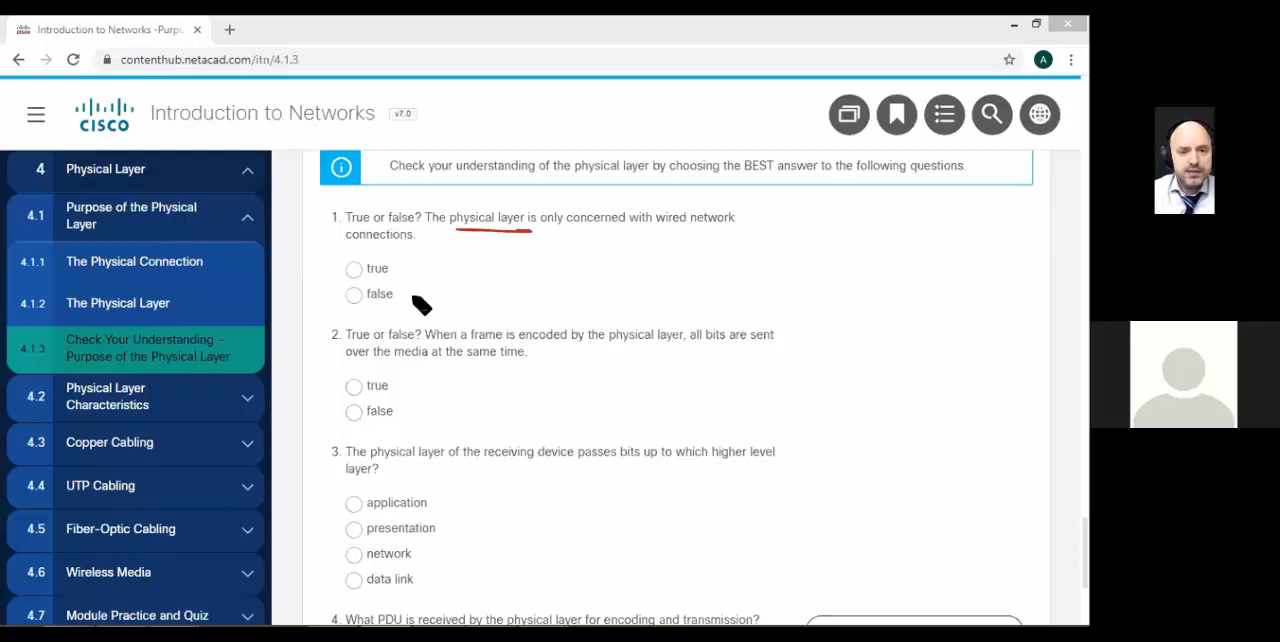 Introduction to Networks -Purpo
contenthub.netacad.com/itn/4.1.3
A
CISCO
Introduction to Networks
v7.0
4 Physical Layer
4.1 Purpose of the Physical
Layer
4.1.1 The Physical Connection
4.1.2 The Physical Layer
4.1.3 Check Your Understanding -
Purpose of the Physical Layer
4.2 Physical Layer
Characteristics
4.3 Copper Cabling
4.4 UTP Cabling
4.5 Fiber-Optic Cabling
4.6 Wireless Media
4.7 Module Practice and Quiz
Check your understanding of the physical layer by choosing the BEST answer to the following questions.
1. True or false? The physical layer is only concerned with wired network
connections.
true
false
2. True or false? When a frame is encoded by the physical layer, all bits are sent
over the media at the same time.
true
false
3. The physical layer of the receiving device passes bits up to which higher level
layer?
application
presentation
network
data link
4. What PDU is received by the physical layer for encoding and transmission?